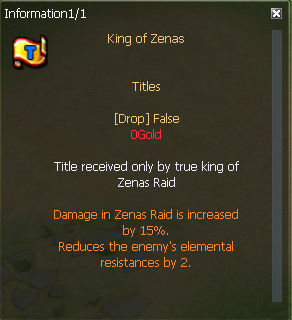 Information1/1
King of Zenas
T
Titles
[Drop] False
0Gold
Title received only by true king of
Zenas Raid
Damage in Zenas Raid is increased
by 15%.
Reduces the enemy's elemental
resistances by 2.